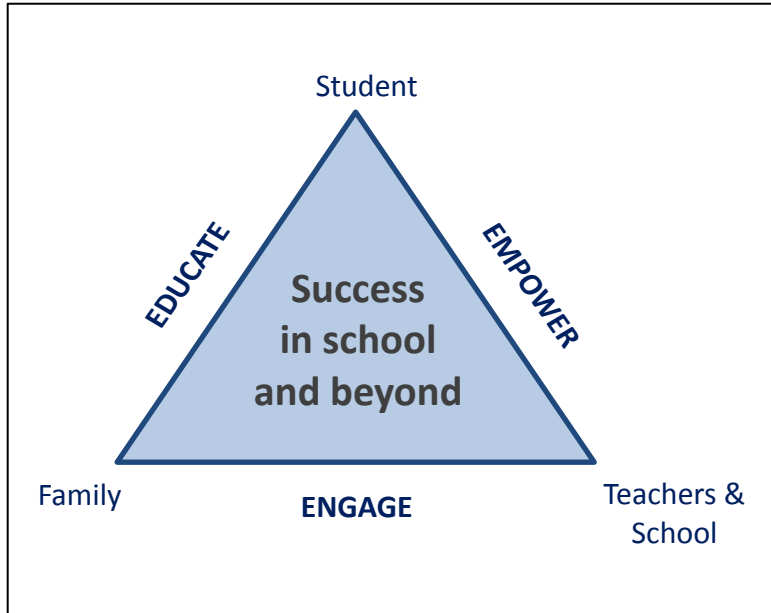 Student
EDUCATE
EMPOWER
Success
in school
and beyond
Family
ENGAGE
Teachers &
School